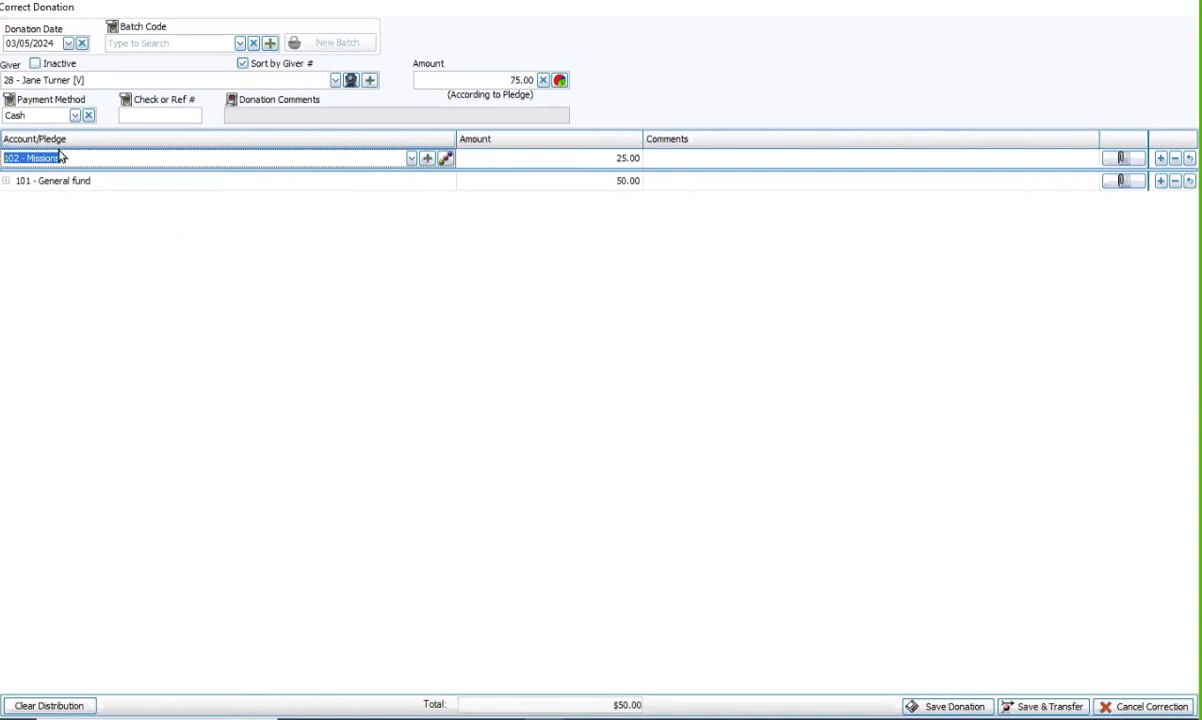 Correct Donation
Donation Date
Batch Code
03/05/2024
Type to Search
New Batch
Giver
Inactive
Sort by Giver #
Amount
28 - Jane Turner [V]
75.00
(According to Pledge)
Payment Method
Check or Ref #
Donation Comments
Cash
Account/Pledge
Amount
Comments
102 - Missions
25.00
101 - General fund
50.00
Clear Distribution
Total:
$50.00
Save Donation
Save & Transfer
Cancel Correction